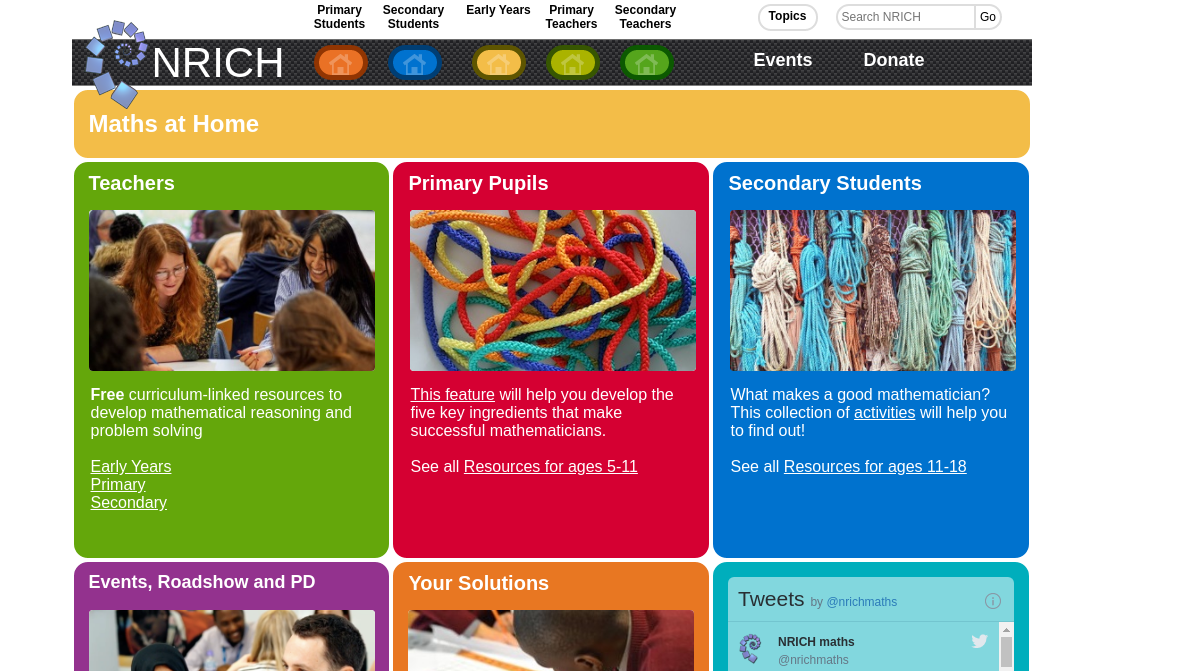 Primary
Students
Secondary
Students
Early Years
Primary
Teachers
Secondary
Teachers
Topics
Search NRICH
Go
NRICH
Events
Donate
Maths at Home
Teachers
Free curriculum-linked resources to
develop mathematical reasoning and
problem solving
Early Years
Primary
Secondary
Primary Pupils
This feature will help you develop the
five key ingredients that make
successful mathematicians.
See all Resources for ages 5-11
Secondary Students
What makes a good mathematician?
This collection of activities will help you
to find out!
See all Resources for ages 11-18
Events, Roadshow and PD
Your Solutions
Tweets by @nrichmaths
NRICH maths
@nrichmaths